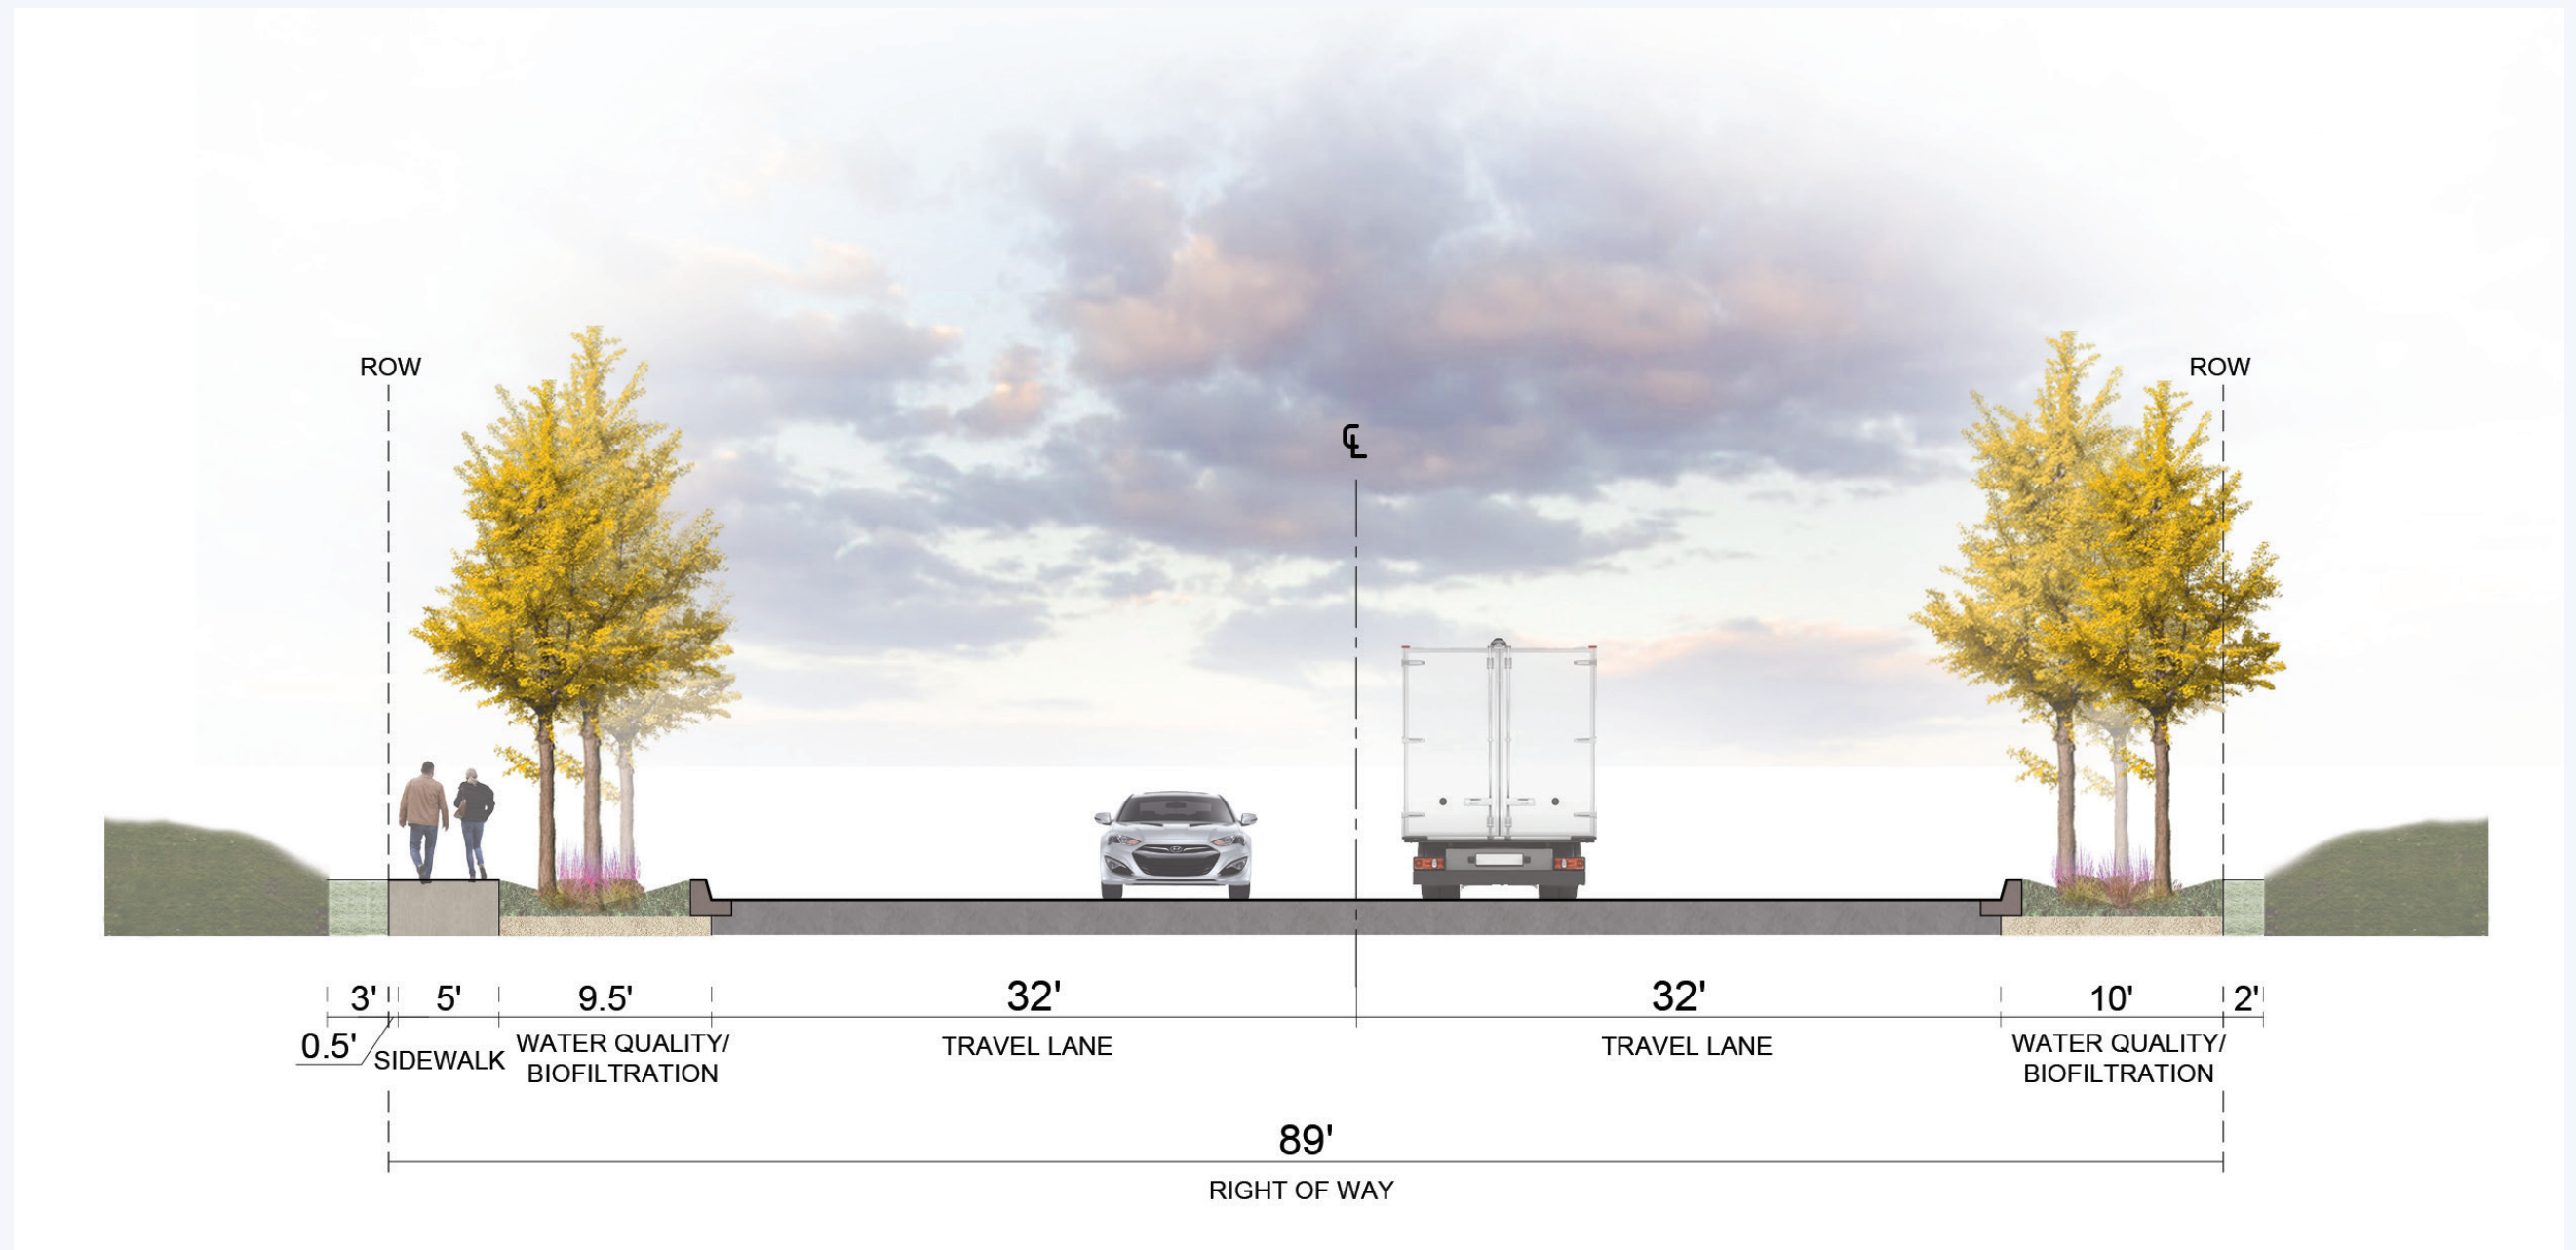 ROW
ROW
℄
3'
5'
9.5'
32'
32'
10'
2'
0.5'
SIDEWALK
WATER QUALITY/
BIOFILTRATION
TRAVEL LANE
TRAVEL LANE
WATER QUALITY/
BIOFILTRATION
89'
RIGHT OF WAY